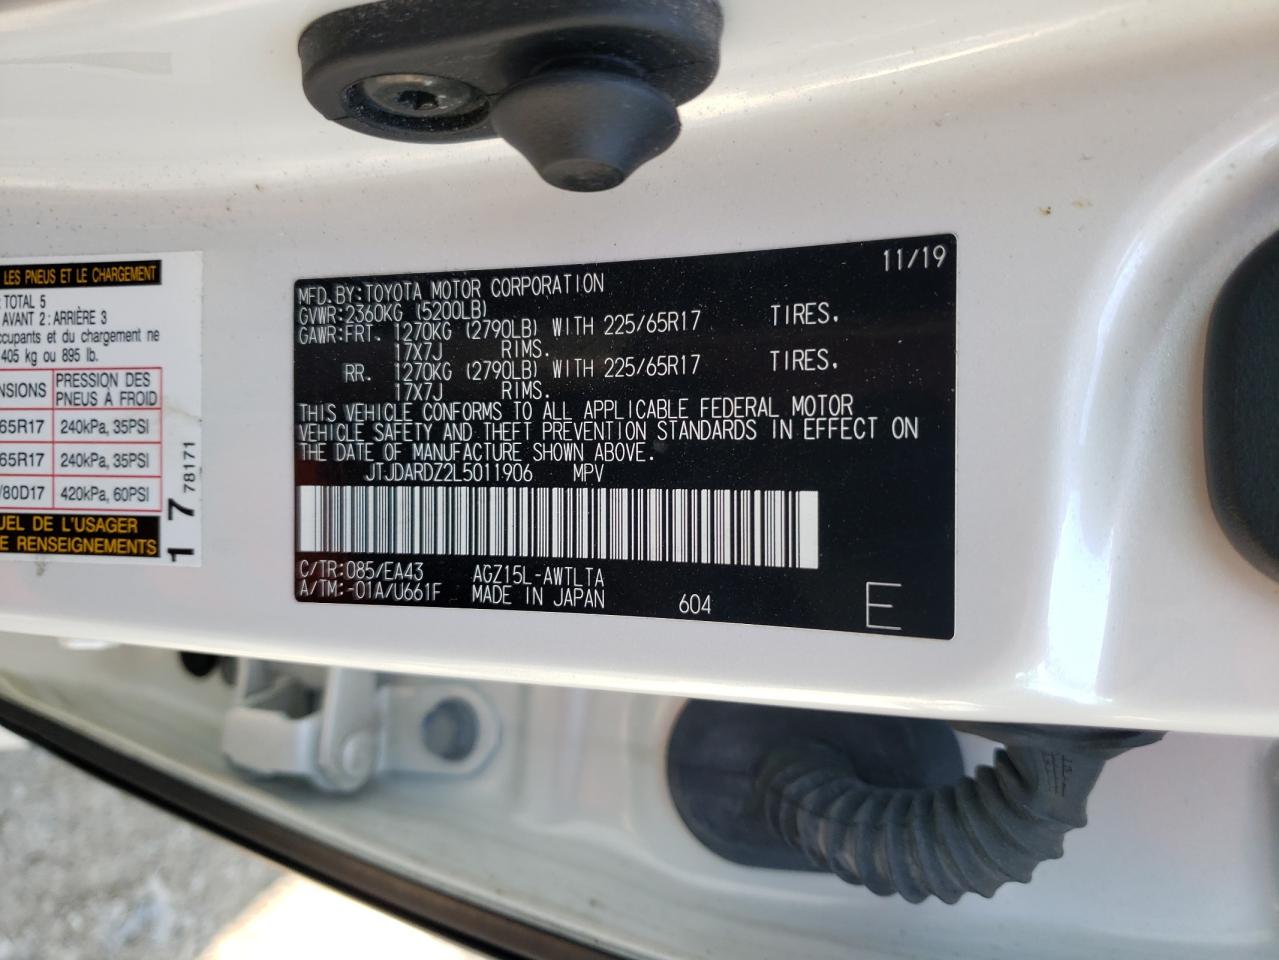 LES PNEUS ET LE CHARGEMENT
TOTAL 5
AVANT 2: ARRIÈRE 3
occupants et du chargement ne
405 kg ou 895 lb.
PRESSION DES
PNEUS À FROID
65R17 240kPa, 35PSI
65R17 240kPa, 35PSI
/80D17 420kPa, 60PSI
DE L'USAGER
RENSEIGNEMENTS
1 7 78171
11/19
MFD.BY:TOYOTA MOTOR CORPORATION
GVWR:2360KG (5200LB)
GAWR:FRT. 1270KG (2790LB) WITH 225/65R17 TIRES.
17X7J RIMS.
RR. 1270KG (2790LB) WITH 225/65R17 TIRES.
17X7J RIMS.
THIS VEHICLE CONFORMS TO ALL APPLICABLE FEDERAL MOTOR
VEHICLE SAFETY AND THEFT PREVENTION STANDARDS IN EFFECT ON
THE DATE OF MANUFACTURE SHOWN ABOVE.
JTJDARDZ2L5011906 MPV
C/TR:085/EA43 AGZ15L-AWTLTA
A/TM:-01A/U661F MADE IN JAPAN 604
E